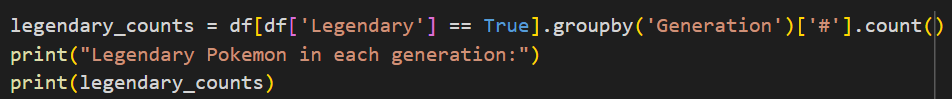 legendary_counts = df[df['Legendary'] == True].groupby('Generation')['#'].count()
print("Legendary Pokemon in each generation:")
print(legendary_counts)